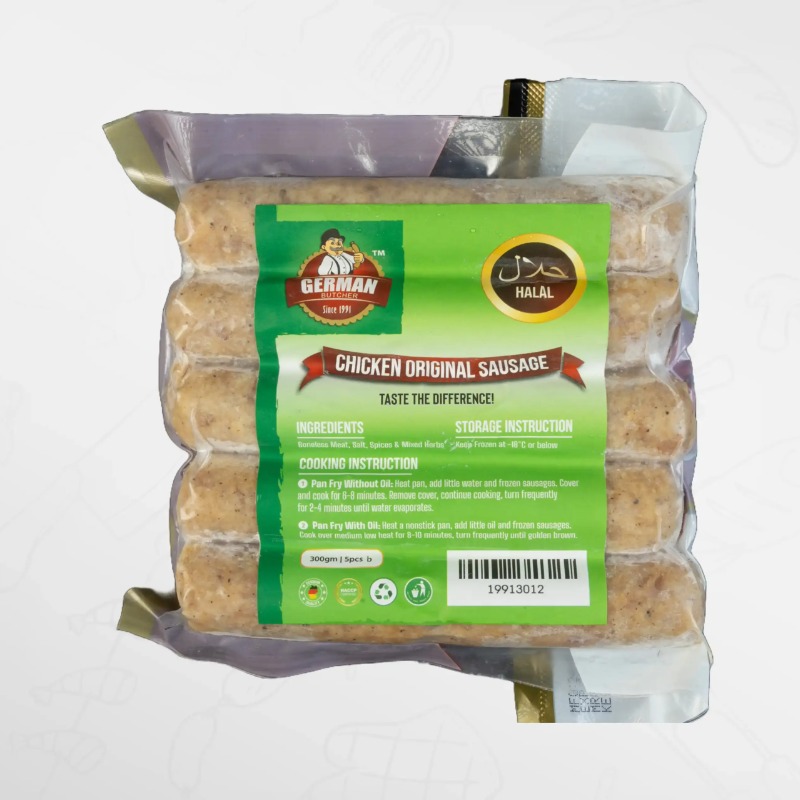 GERMAN
BUTCHER
Since 1991
TM
حلال
HALAL
CHICKEN ORIGINAL SAUSAGE
TASTE THE DIFFERENCE!
INGREDIENTS
Boneless Meat, Salt, Spices & Mixed Herbs
STORAGE INSTRUCTION
Keep Frozen at -18°C or below
COOKING INSTRUCTION
1 Pan Fry Without Oil: Heat pan, add little water and frozen sausages. Cover
and cook for 6-8 minutes. Remove cover, continue cooking, turn frequently
for 2-4 minutes until water evaporates.
2 Pan Fry With Oil: Heat a nonstick pan, add little oil and frozen sausages.
Cook over medium low heat for 8-10 minutes, turn frequently until golden brown.
300gm | 5pcs b
HACCP
19913012